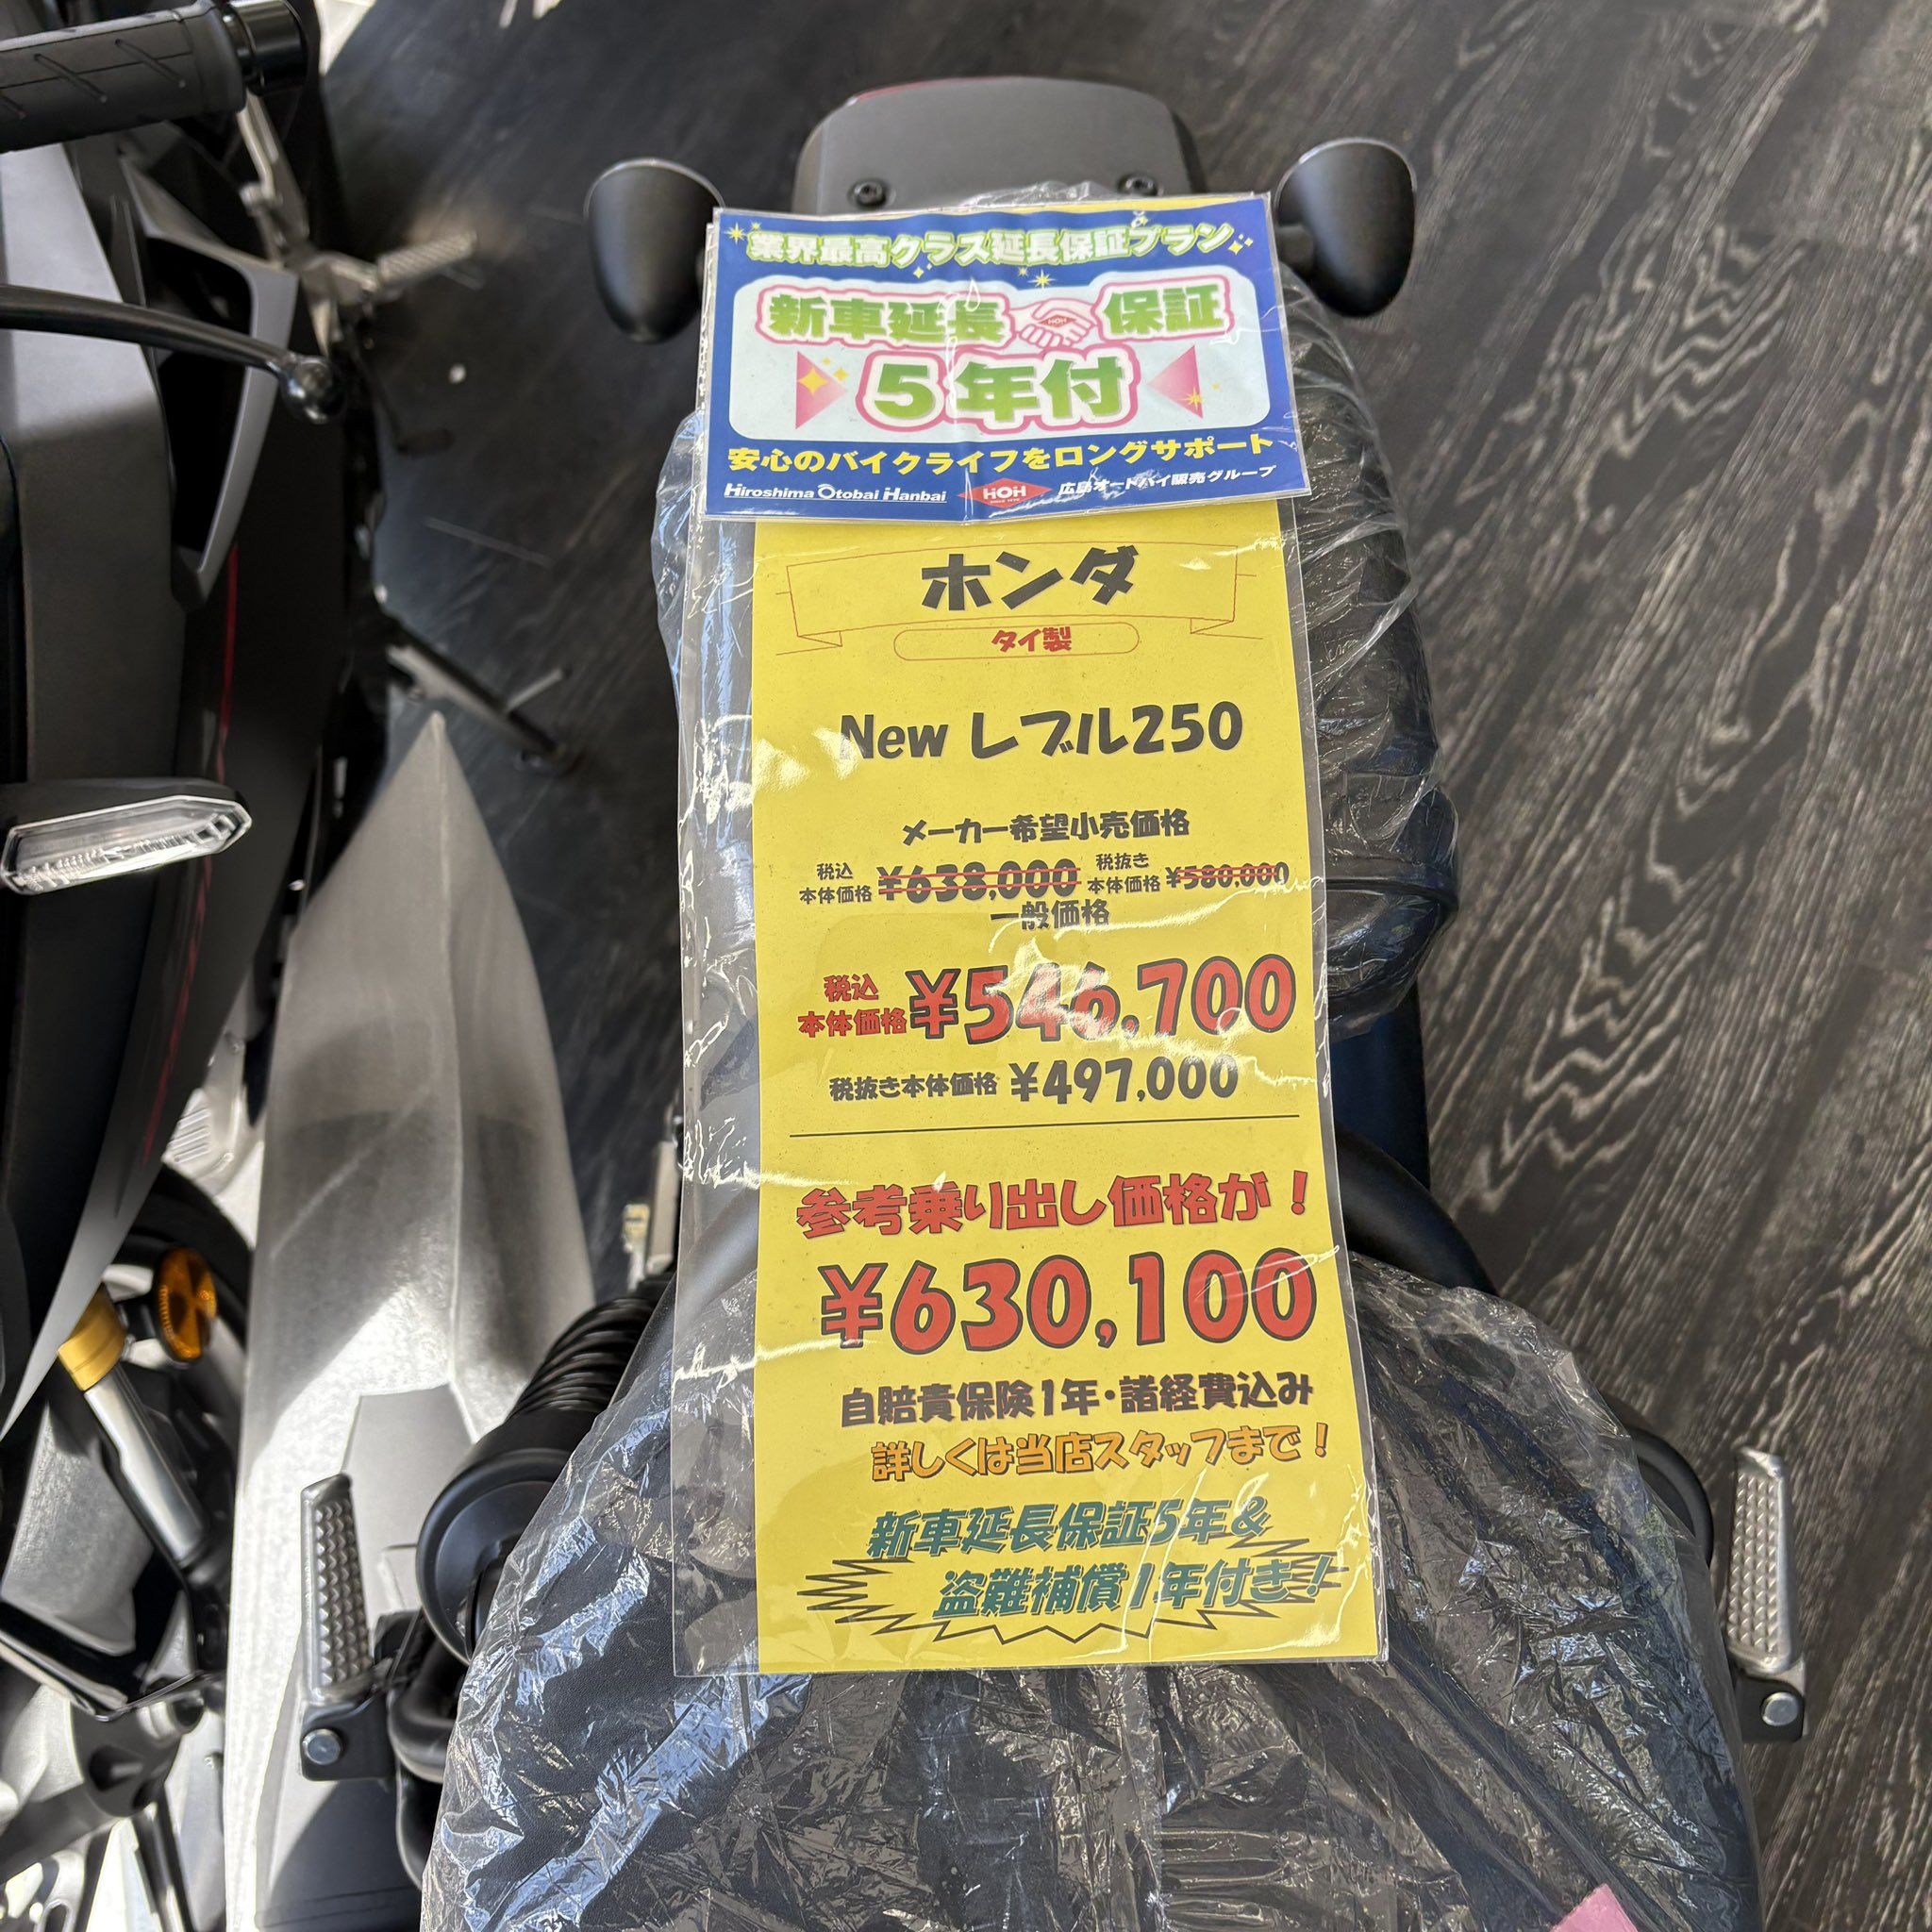 業界最高クラス延長保証プラン
新車延長 HOH 保証
5年付
安心のバイクライフをロングサポート
Hiroshima Otobai Hanbai HOH 広島オートバイ販売グループ
ホンダ
タイ製
New レブル250
メーカー希望小売価格
税込 本体価格 ¥638,000 税抜き 本体価格 ¥580,000
一般価格
税込 本体価格 ¥546,700
税抜き本体価格 ¥497,000
参考乗り出し価格が！
¥630,100
自賠責保険1年・諸経費込み
詳しくは当店スタッフまで！
新車延長保証5年&
盗難補償1年付き！